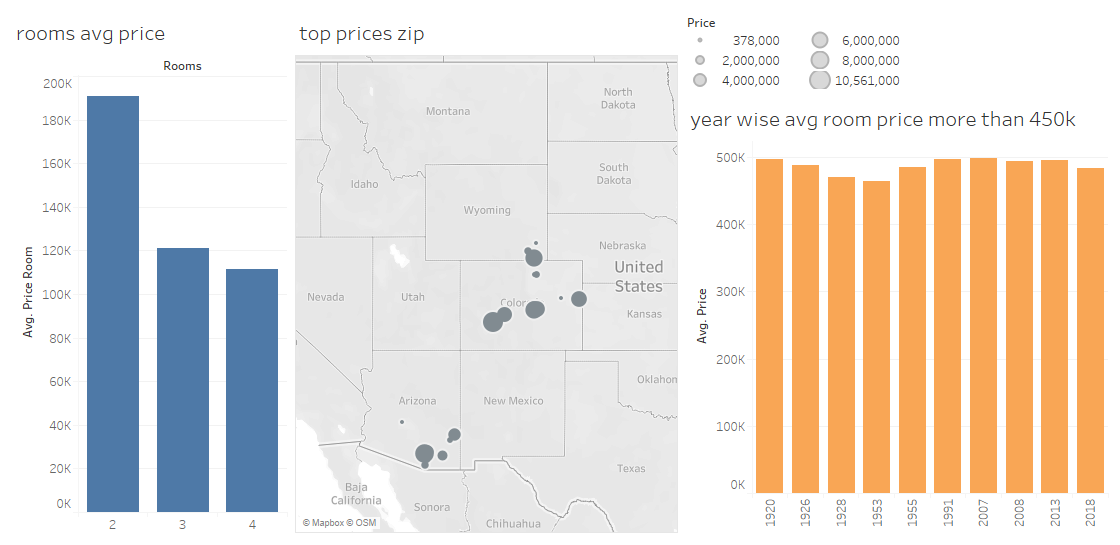 rooms avg price
Rooms
Avg. Price Room
200K
180K
160K
140K
120K
100K
80K
60K
40K
20K
0K
2
3
4
top prices zip
Montana
North
Dakota
South
Dakota
Idaho
Wyoming
Nebraska
United
States
Nevada
Utah
Color
Kansas
Arizona
New Mexico
Oklahom
Texas
Baja
California
Sonora
Chihuahua
© Mapbox © OSM
Price
378,000
2,000,000
4,000,000
6,000,000
8,000,000
10,561,000
year wise avg room price more than 450k
Avg. Price
500K
400K
300K
200K
100K
0K
1920
1926
1928
1953
1955
1991
2007
2008
2013
2018